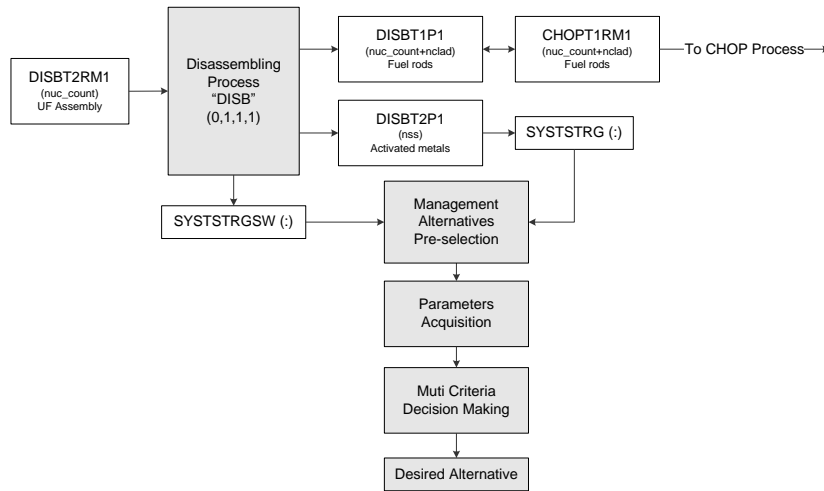 DISBT2RM1
(nuc_count)
UF Assembly
Disassembling
Process
“DISB”
(0,1,1,1)
DISBT1P1
(nuc_count+nclad)
Fuel rods
CHOPT1RM1
(nuc_count+nclad)
Fuel rods
To CHOP Process
DISBT2P1
(nss)
Activated metals
SYSTSTRG (:)
SYSTSTRGSW (:)
Management
Alternatives
Pre-selection
Parameters
Acquisition
Muti Criteria
Decision Making
Desired Alternative